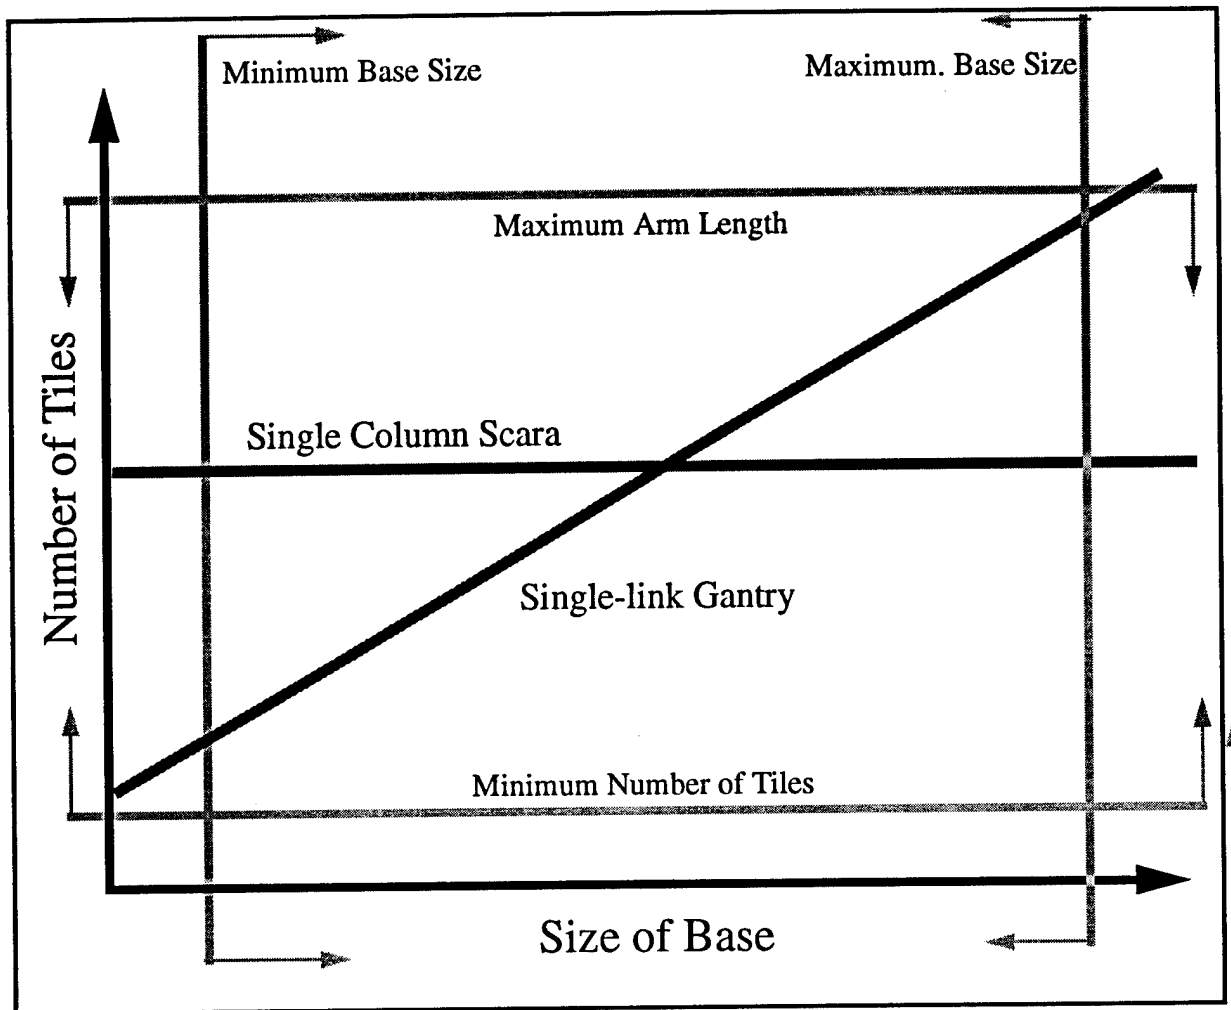 Minimum Base Size
Maximum. Base Size
Maximum Arm Length
Number of Tiles
Single Column Scara
Single-link Gantry
Minimum Number of Tiles
Size of Base